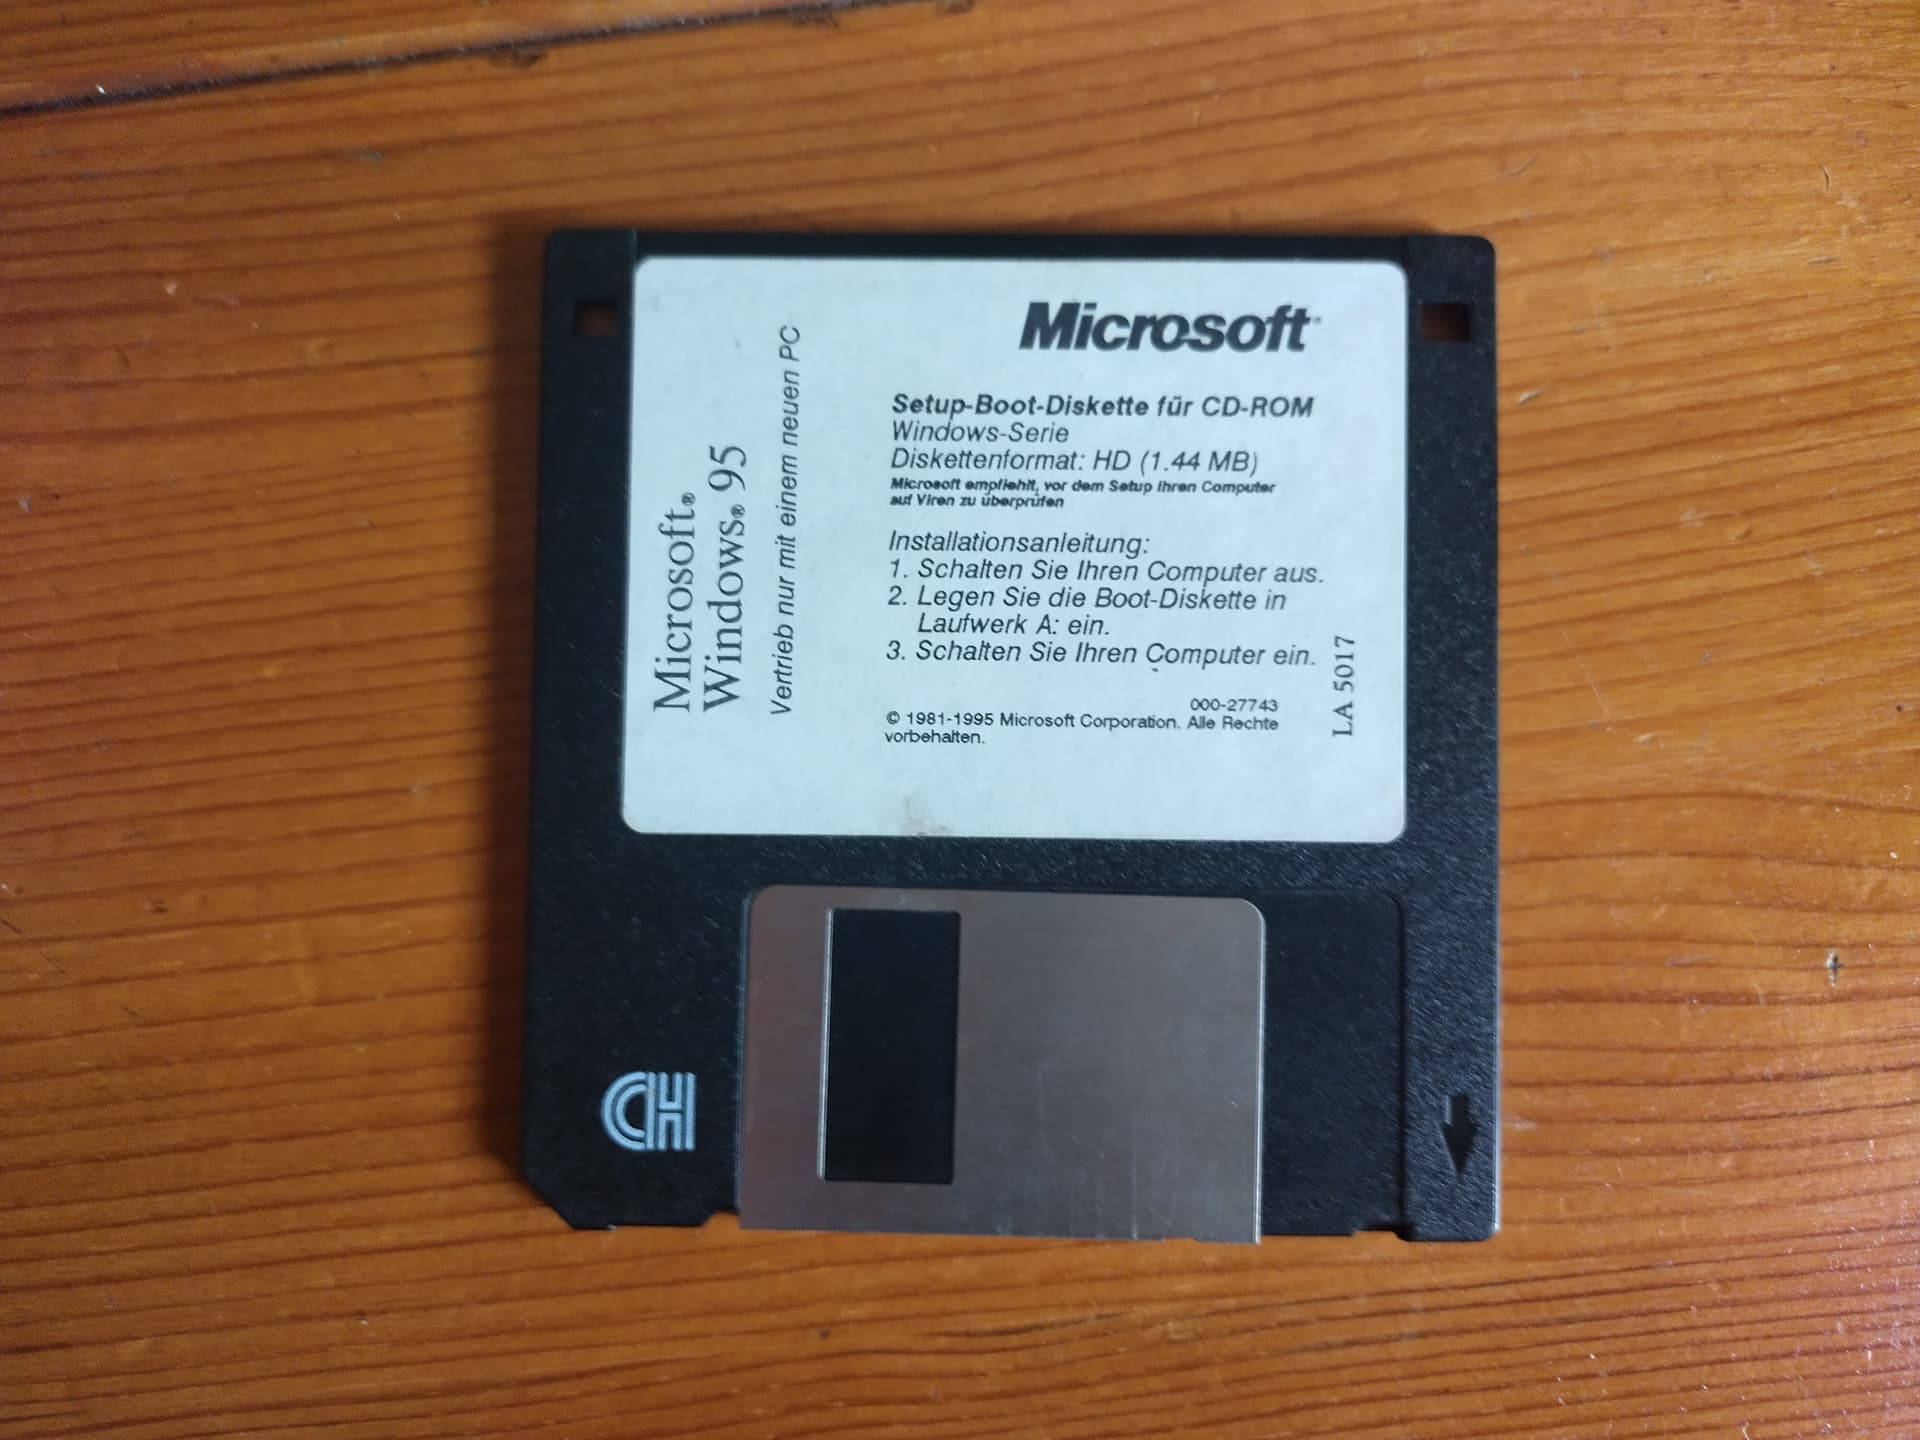 Microsoft®
Windows® 95
Vertrieb nur mit einem neuen PC
Microsoft
Setup-Boot-Diskette für CD-ROM
Windows-Serie
Diskettenformat: HD (1.44 MB)
Microsoft empfiehlt, vor dem Setup Ihren Computer
auf Viren zu überprüfen
Installationsanleitung:
1. Schalten Sie Ihren Computer aus.
2. Legen Sie die Boot-Diskette in
Laufwerk A: ein.
3. Schalten Sie Ihren Computer ein.
000-27743
© 1981-1995 Microsoft Corporation. Alle Rechte
vorbehalten.
LA 5017
CH